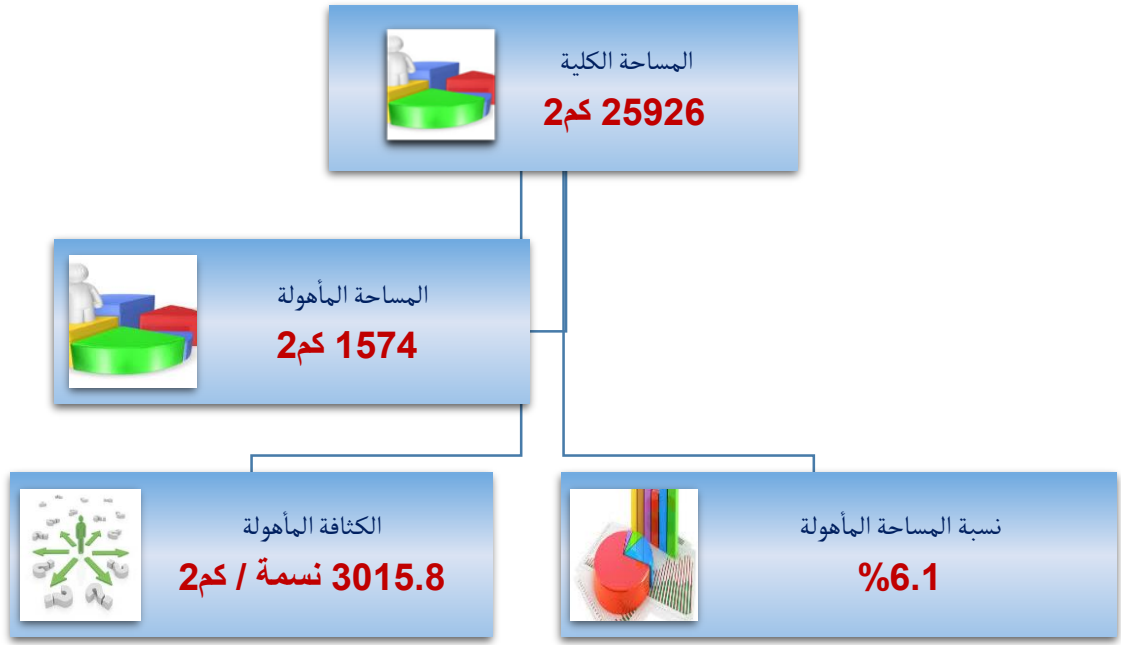 المساحة الكلية
25926 كم2
المساحة المأهولة
1574 كم2
نسبة المساحة المأهولة
%6.1
الكثافة المأهولة
3015.8 نسمة / كم2